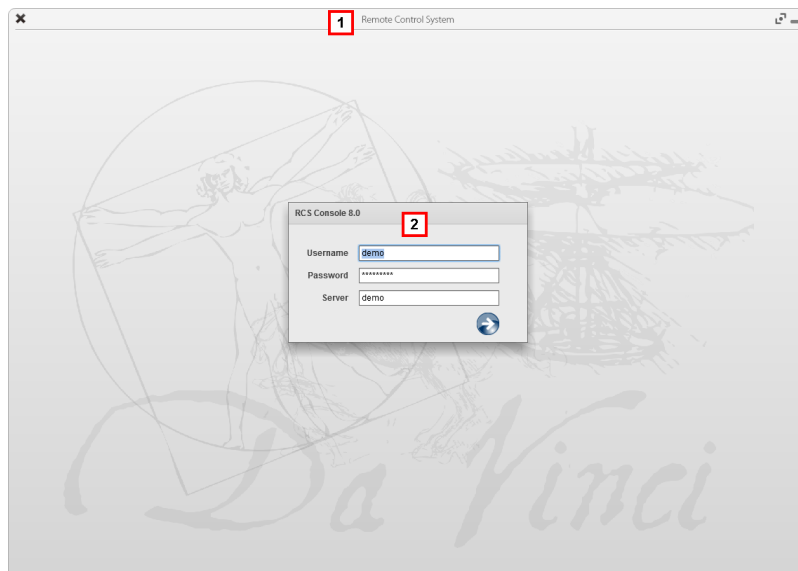 1 Remote Control System
RCS Console 8.0
2
Username demo
Password *********
Server demo
Da Vinci